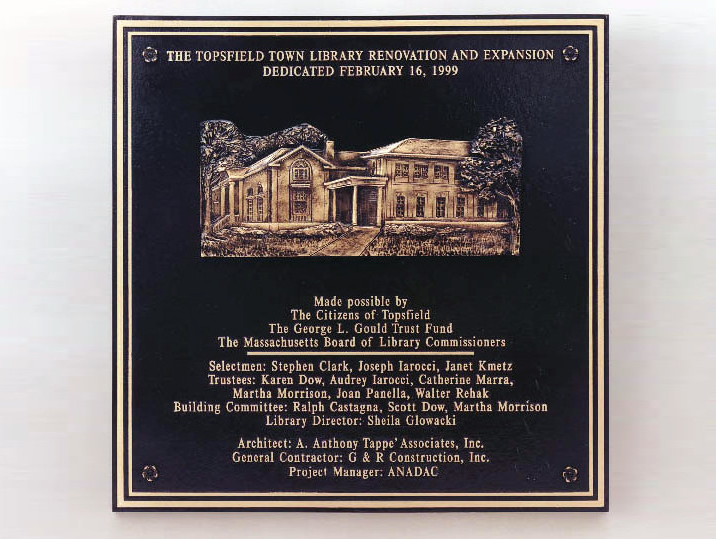 THE TOPSFIELD TOWN LIBRARY RENOVATION AND EXPANSION
DEDICATED FEBRUARY 16, 1999
Made possible by
The Citizens of Topsfield
The George L. Gould Trust Fund
The Massachusetts Board of Library Commissioners
Selectmen: Stephen Clark, Joseph Iarocci, Janet Kmetz
Trustees: Karen Dow, Audrey Iarocci, Catherine Marra,
Martha Morrison, Joan Panella, Walter Rehak
Building Committee: Ralph Castagna, Scott Dow, Martha Morrison
Library Director: Sheila Glowacki
Architect: A. Anthony Tappe' Associates, Inc.
General Contractor: G & R Construction, Inc.
Project Manager: ANADAC